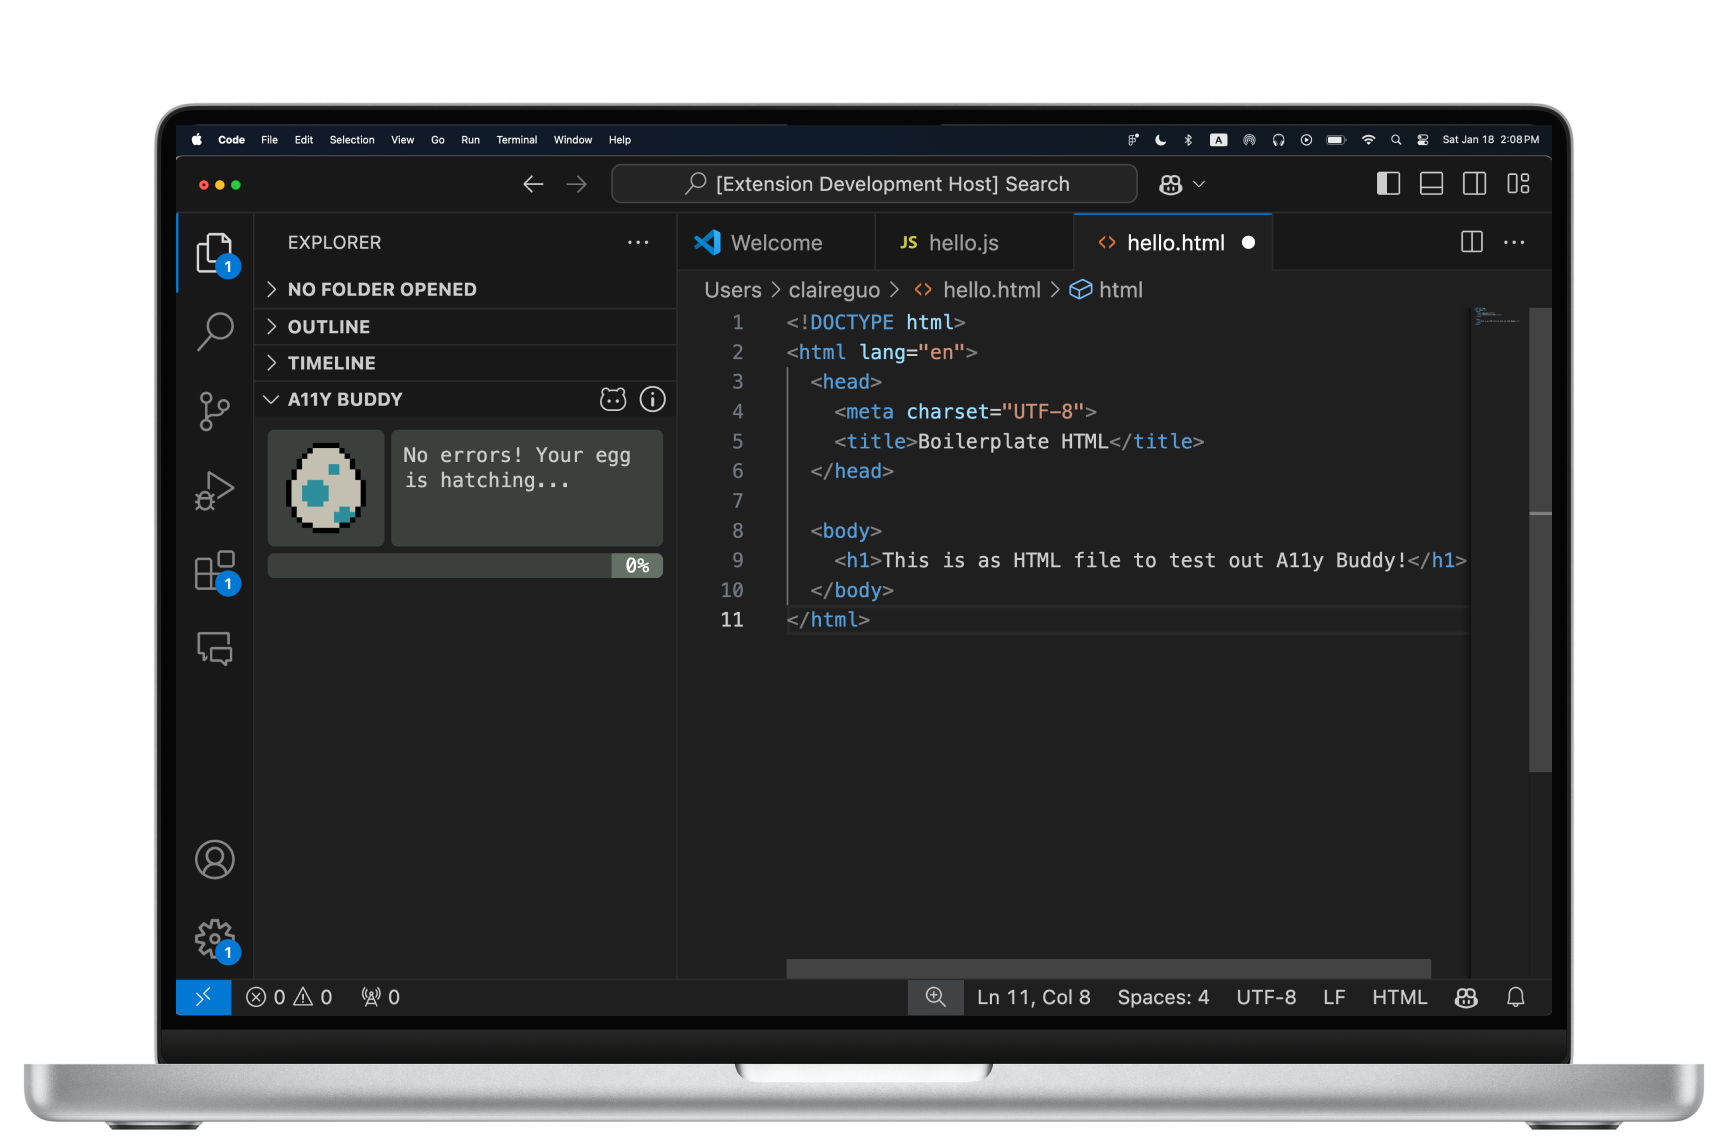 Code File Edit Selection View Go Run Terminal Window Help A Sat Jan 18 2:08 PM
[Extension Development Host] Search
EXPLORER
1
NO FOLDER OPENED
OUTLINE
TIMELINE
A11Y BUDDY
No errors! Your egg
is hatching...
0%
1
1
Welcome JS hello.js hello.html
Users > claireguo > hello.html > html
1 <!DOCTYPE html>
2 <html lang="en">
3 <head>
4 <meta charset="UTF-8">
5 <title>Boilerplate HTML</title>
6 </head>
7
8 <body>
9 <h1>This is as HTML file to test out A11y Buddy!</h1>
10 </body>
11 </html>
0 0 0 Ln 11, Col 8 Spaces: 4 UTF-8 LF HTML